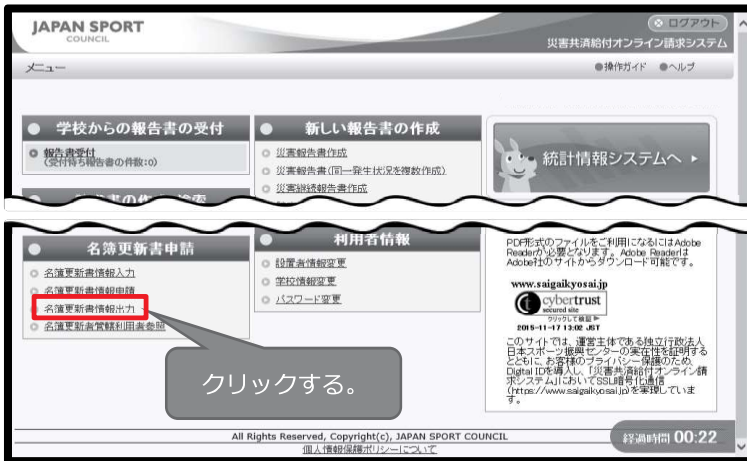 JAPAN SPORT
COUNCIL
ログアウト
災害共済給付オンライン請求システム
メニュー
操作ガイド
ヘルプ
学校からの報告書の受付
報告書受付
(受付待ち報告書の件数:0)
新しい報告書の作成
災害報告書作成
災害報告書(同一発生状況を複数作成)
災害継続報告書作成
統計情報システムへ
名簿更新書申請
名簿更新書情報入力
名簿更新書情報申請
名簿更新書情報出力
名簿更新者管轄利用者参照
利用者情報
設置者情報変更
学校情報変更
パスワード変更
PDF形式のファイルをご利用になるにはAdobe
Readerが必要となります。Adobe Readerは
Adobe社のサイトからダウンロード可能です。
www.saigaikyosai.jp
cybertrust
secured site
クリックして検証
2015-11-17 13:02 JST
このサイトでは、運営主体である独立行政法人
日本スポーツ振興センターの実在性を証明する
とともに、お客様のプライバシー保護のため、
Digital IDを導入し、「災害共済給付オンライン請
求システム」においてSSL暗号化通信
(https://www.saigaikyosai.jp)を実現していま
す。
クリックする。
All Rights Reserved, Copyright(c), JAPAN SPORT COUNCIL
個人情報保護ポリシーについて
経過時間 00:22